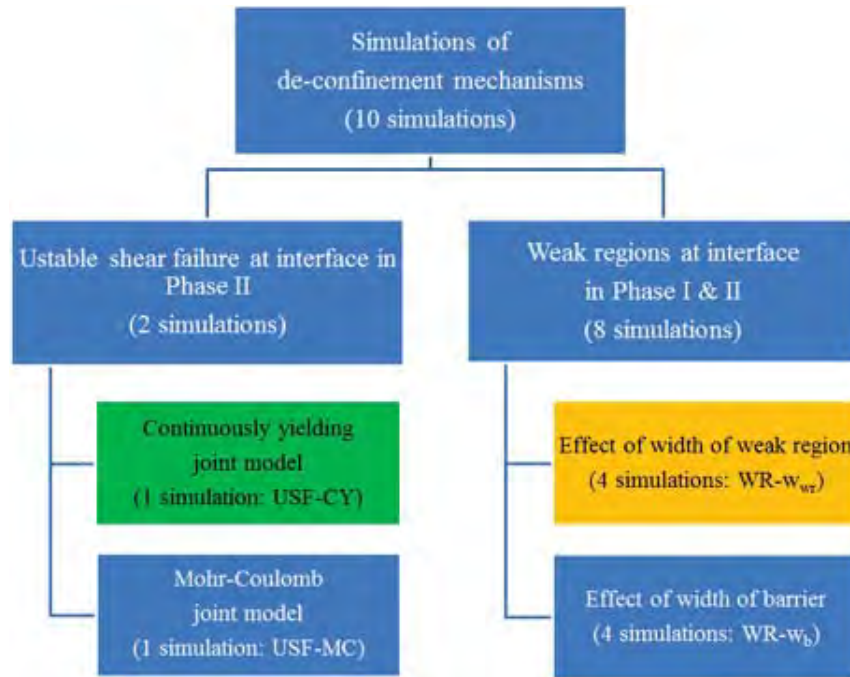 Simulations of
de-confinement mechanisms
(10 simulations)
Ustable shear failure at interface in
Phase II
(2 simulations)
Weak regions at interface
in Phase I & II
(8 simulations)
Continuously yielding
joint model
(1 simulation: USF-CY)
Effect of width of weak region
(4 simulations: WR-wwr)
Mohr-Coulomb
joint model
(1 simulation: USF-MC)
Effect of width of barrier
(4 simulations: WR-wb)